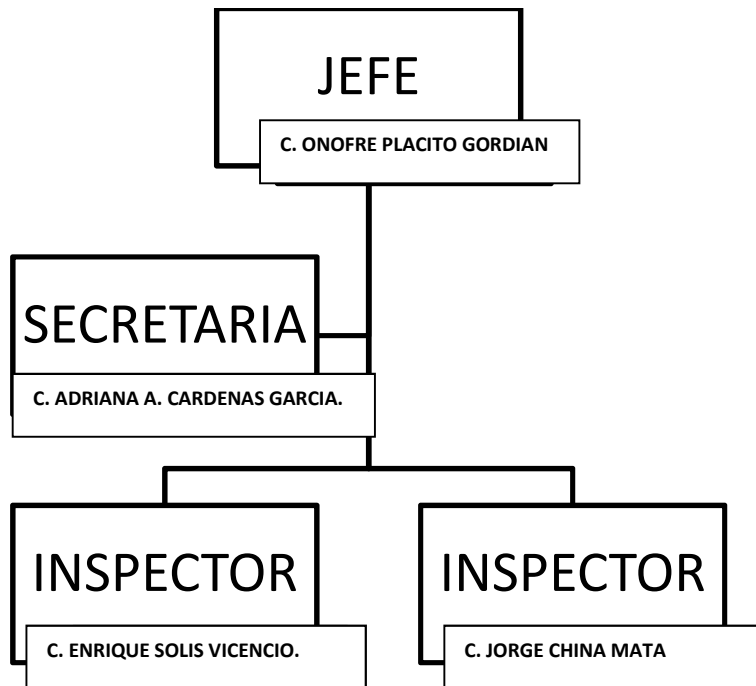 JEFE
C. ONOFRE PLACITO GORDIAN
SECRETARIA
C. ADRIANA A. CARDENAS GARCIA.
INSPECTOR
C. ENRIQUE SOLIS VICENCIO.
INSPECTOR
C. JORGE CHINA MATA